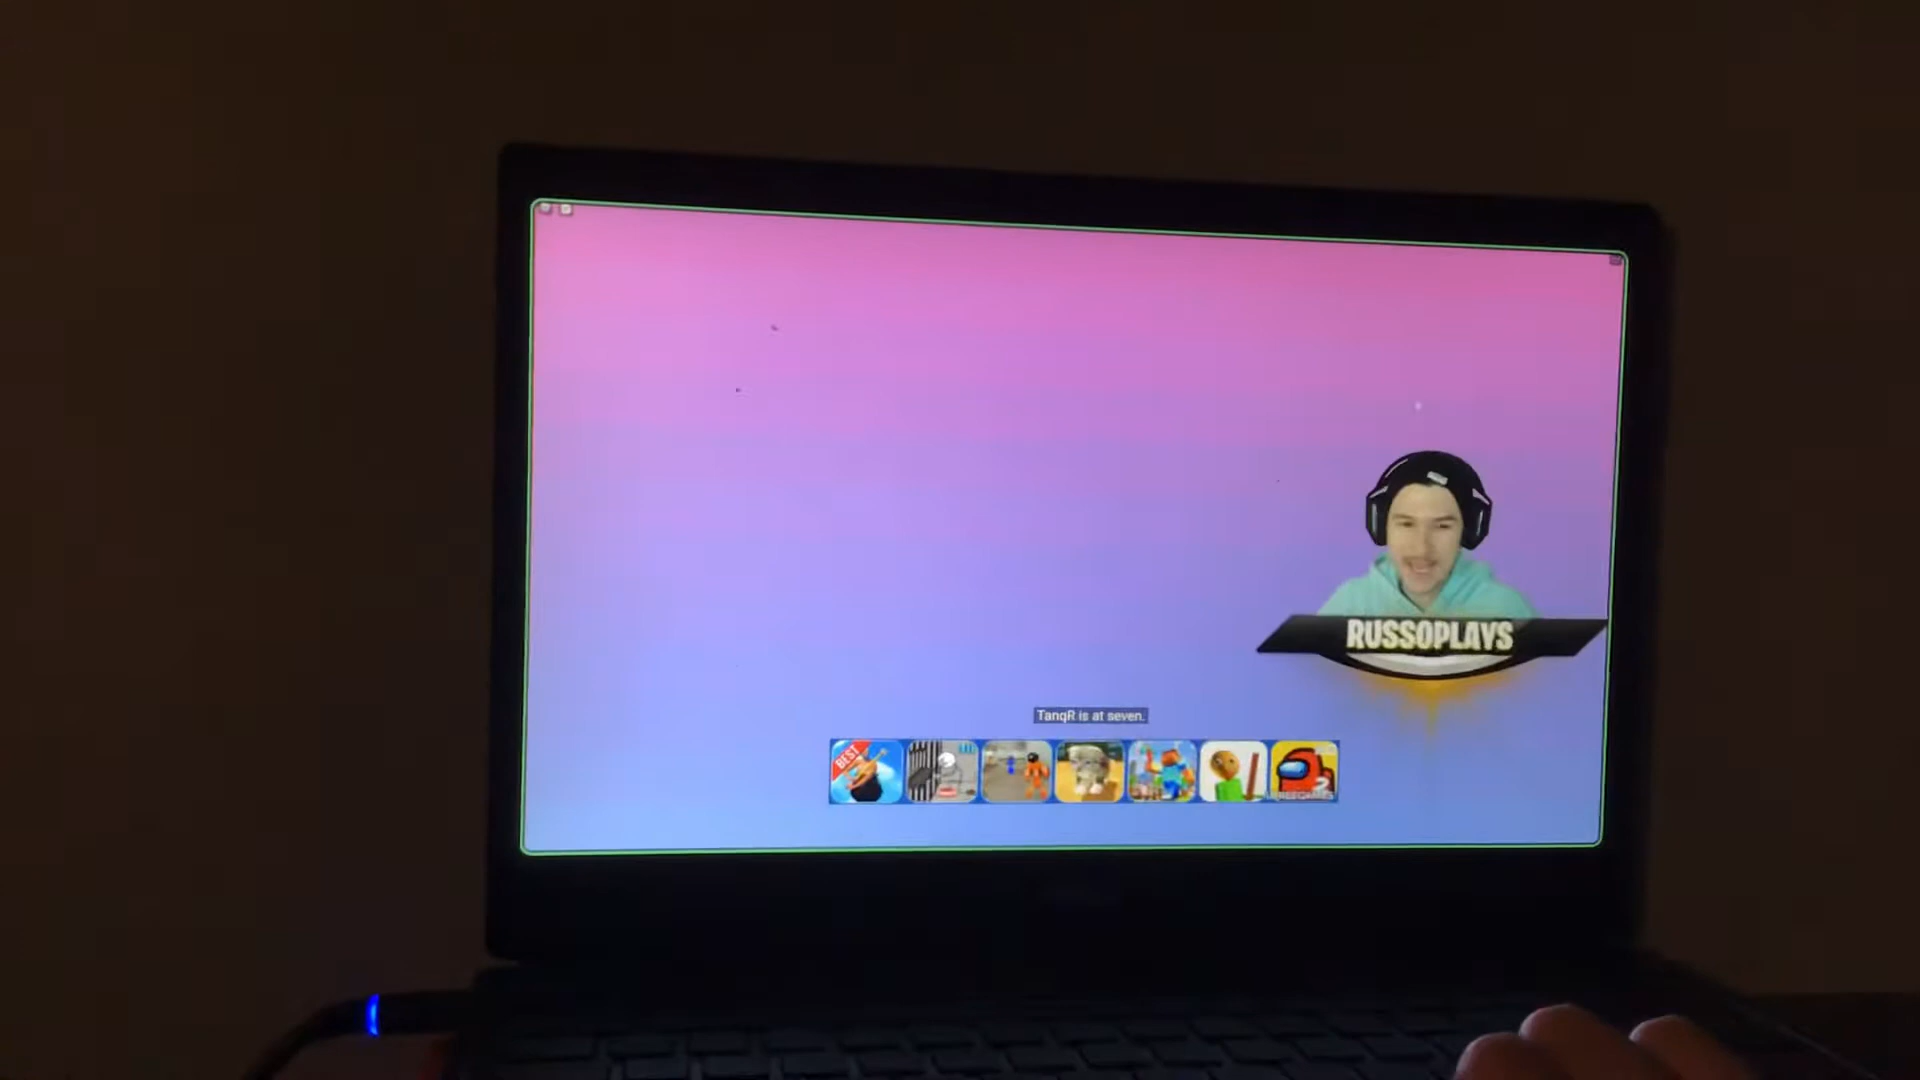 RUSSOPLAYS
TanqR is at seven.
BEST